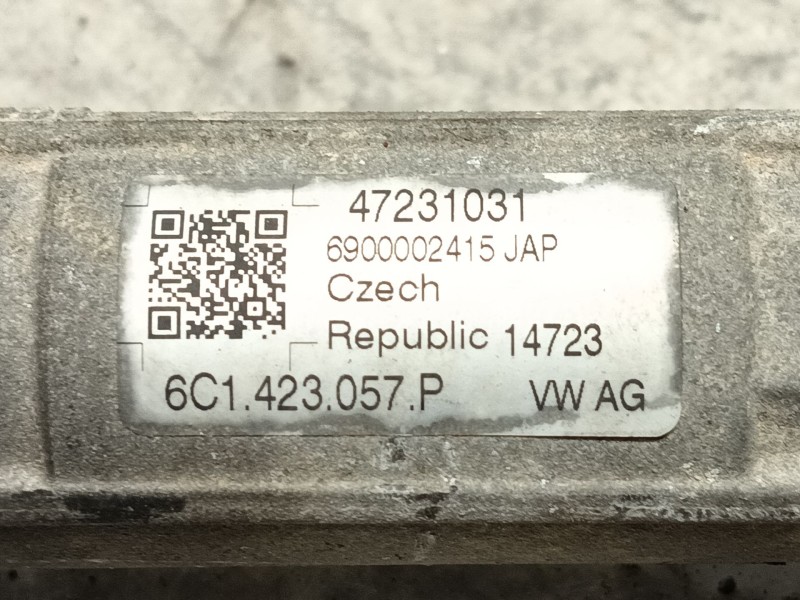 47231031
6900002415 JAP
Czech
Republic 14723
6C1.423.057.P VW AG